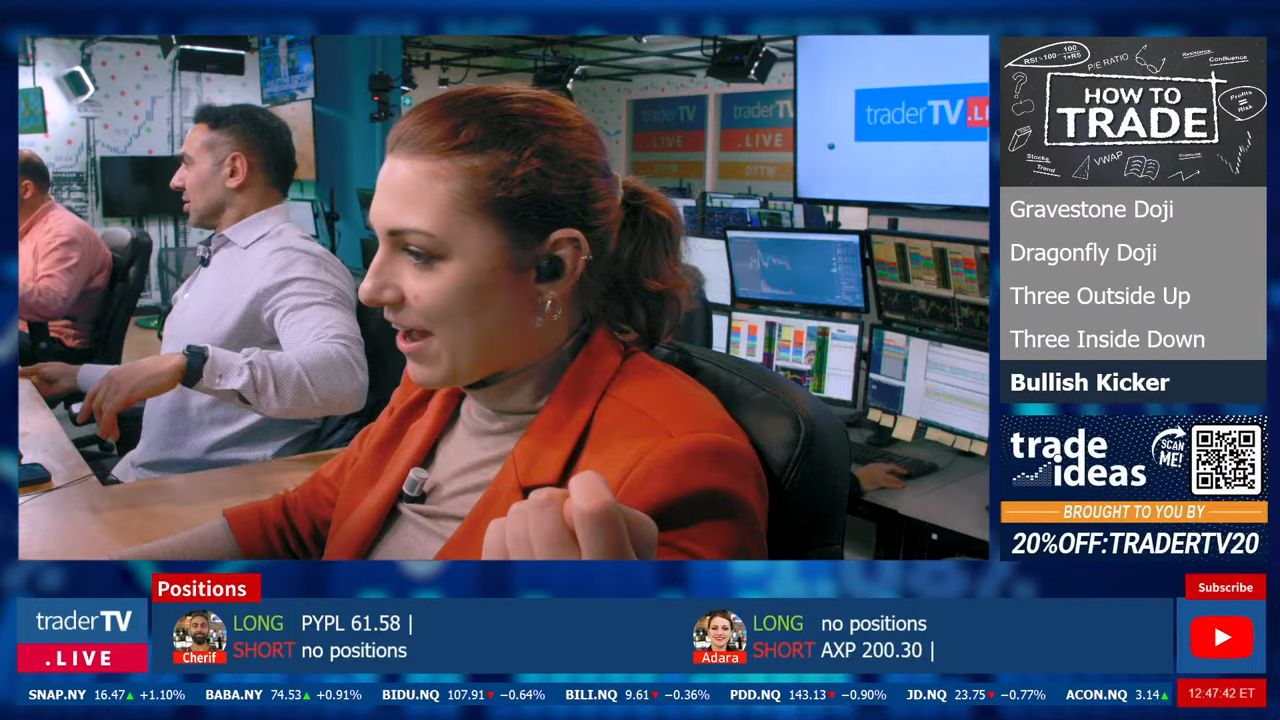 traderTV.LI
traderTV
.LIVE
traderTV
.LIVE
RSI=100-
100
1+RS
P/E RATIO
Resistance
Confluence
HOW TO
TRADE
Profits
=
Risk
Stocks
Trend
VWAP
Gravestone Doji
Dragonfly Doji
Three Outside Up
Three Inside Down
Bullish Kicker
trade
ideas
SCAN
ME!
BROUGHT TO YOU BY
20%OFF:TRADERTV20
Positions
Subscribe
traderTV
.LIVE
Cherif
LONG PYPL 61.58 |
SHORT no positions
Adara
LONG no positions
SHORT AXP 200.30 |
SNAP.NY 16.47▲ +1.10% BABA.NY 74.53▲ +0.91% BIDU.NQ 107.91▼ −0.64% BILI.NQ 9.61▼ −0.36% PDD.NQ 143.13▼ −0.90% JD.NQ 23.75▼ −0.77% ACON.NQ 3.14▲
12:47:42 ET